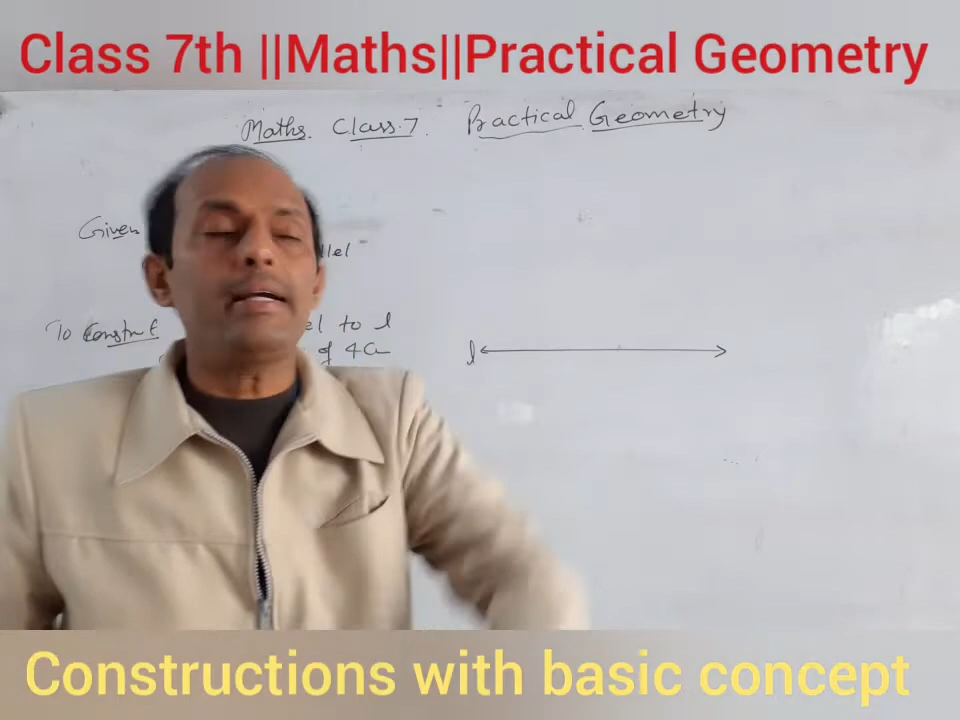 Class 7th ||Maths||Practical Geometry
Maths. Class.7. Practical Geometry
Given
llel
To Construct
el to l
of 4Cm
l
Constructions with basic concept